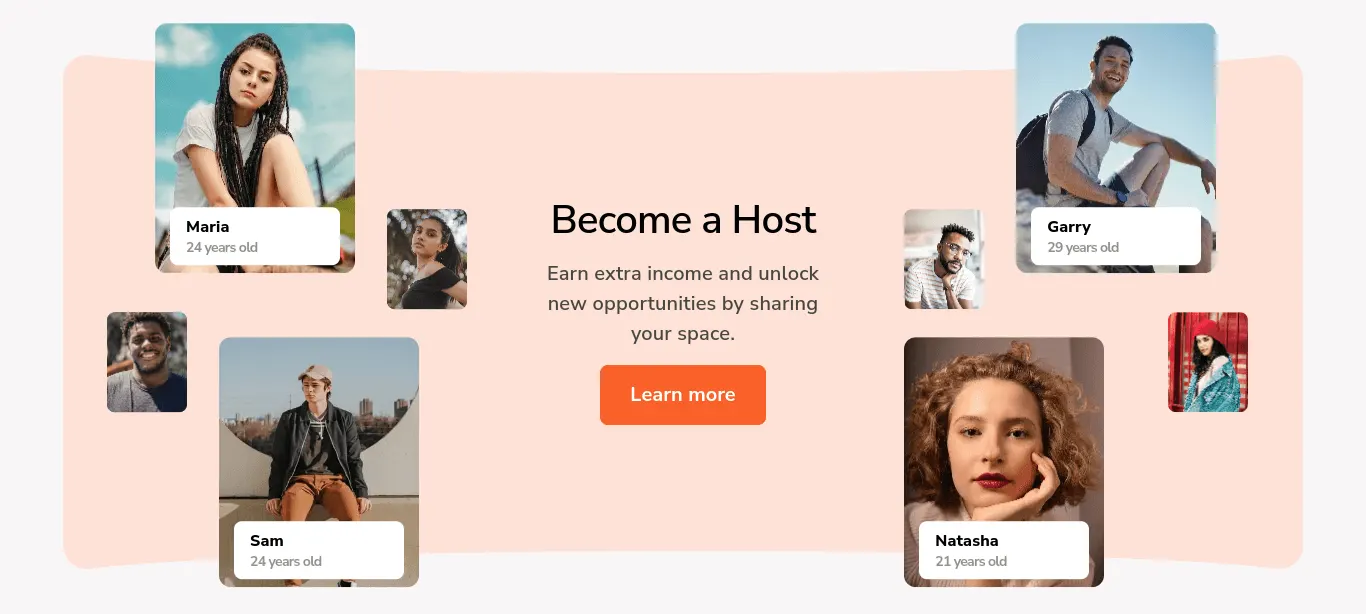 Maria
24 years old
Garry
29 years old
Become a Host
Earn extra income and unlock
new opportunities by sharing
your space.
Learn more
Sam
24 years old
Natasha
21 years old